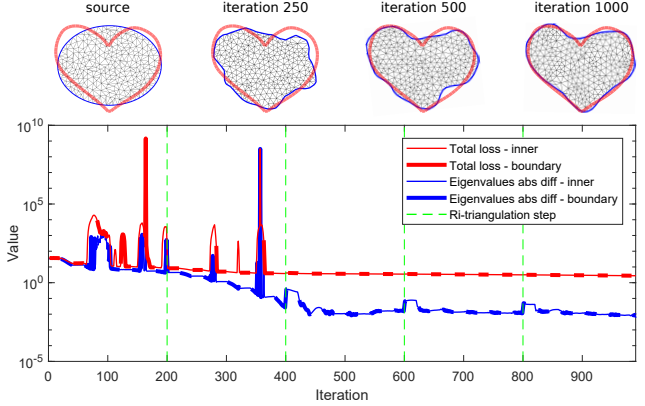 source iteration 250 iteration 500 iteration 1000
10^10
10^5
10^0
10^-5
Value
Total loss - inner
Total loss - boundary
Eigenvalues abs diff - inner
Eigenvalues abs diff - boundary
Ri-triangulation step
0 100 200 300 400 500 600 700 800 900
Iteration